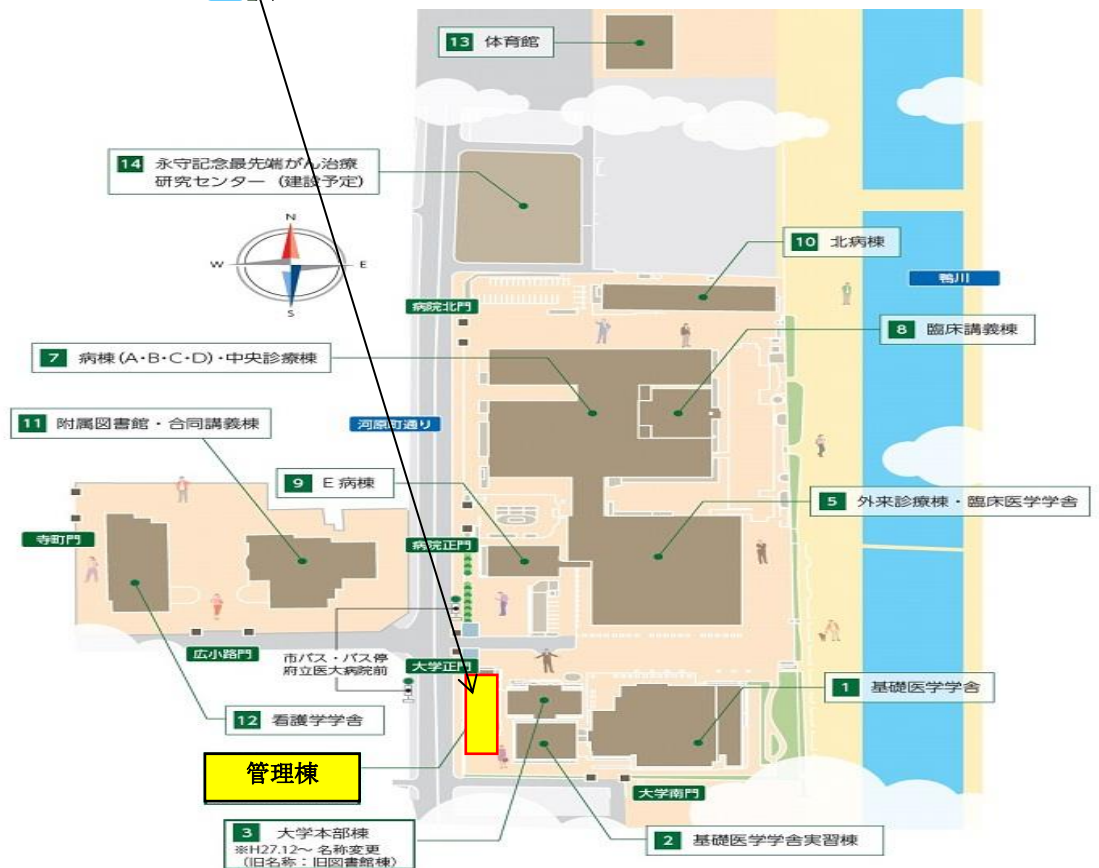 13 体育館
14 永守記念最先端がん治療
研究センター (建設予定)
N
W
E
S
10 北病棟
鴨川
病院北門
8 臨床講義棟
7 病棟(A・B・C・D)・中央診療棟
11 附属図書館・合同講義棟
河原町通り
9 E 病棟
5 外来診療棟・臨床医学学舎
寺町門
病院正門
広小路門
市バス・バス停
府立医大病院前
大学正門
1 基礎医学学舎
12 看護学学舎
管理棟
大学南門
3 大学本部棟
※H27.12～ 名称変更
(旧名称：旧図書館棟)
2 基礎医学学舎実習棟